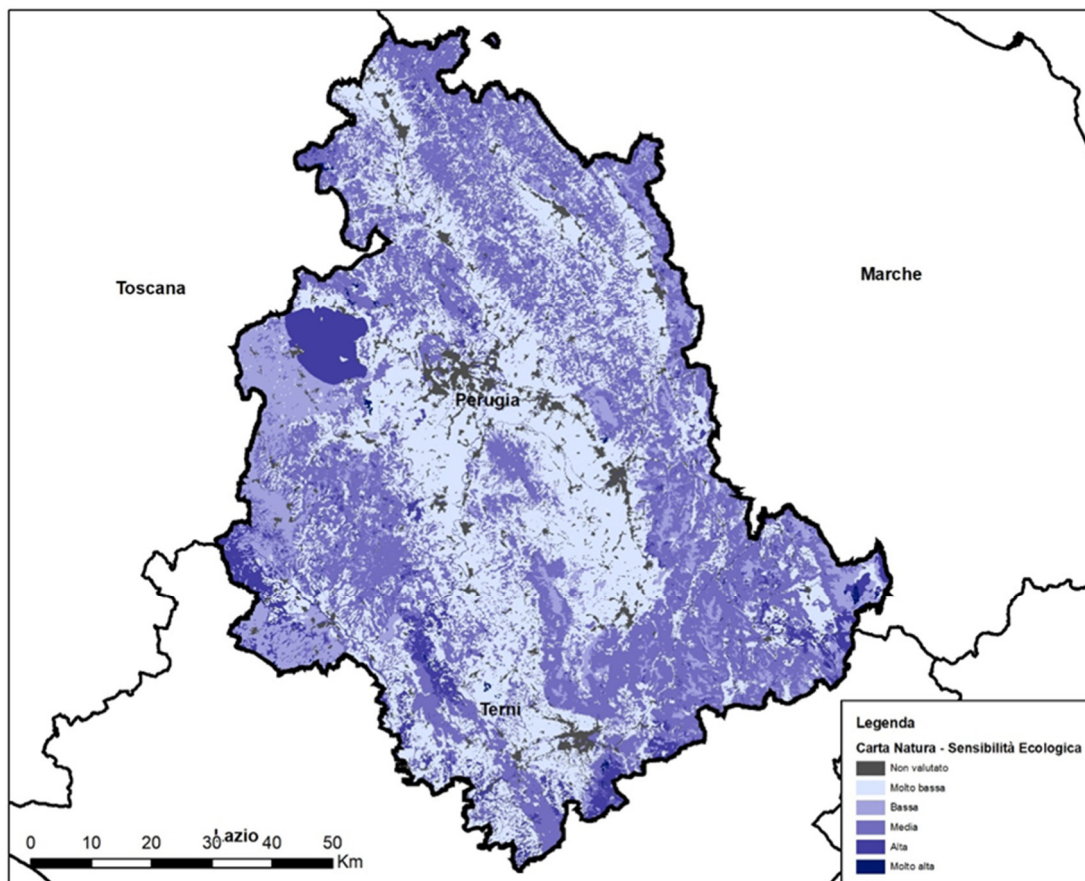 Toscana
Marche
Perugia
Terni
Lazio
0 10 20 30 40 50
Km
Legenda
Carta Natura - Sensibilità Ecologica
Non valutato
Molto bassa
Bassa
Media
Alta
Molto alta